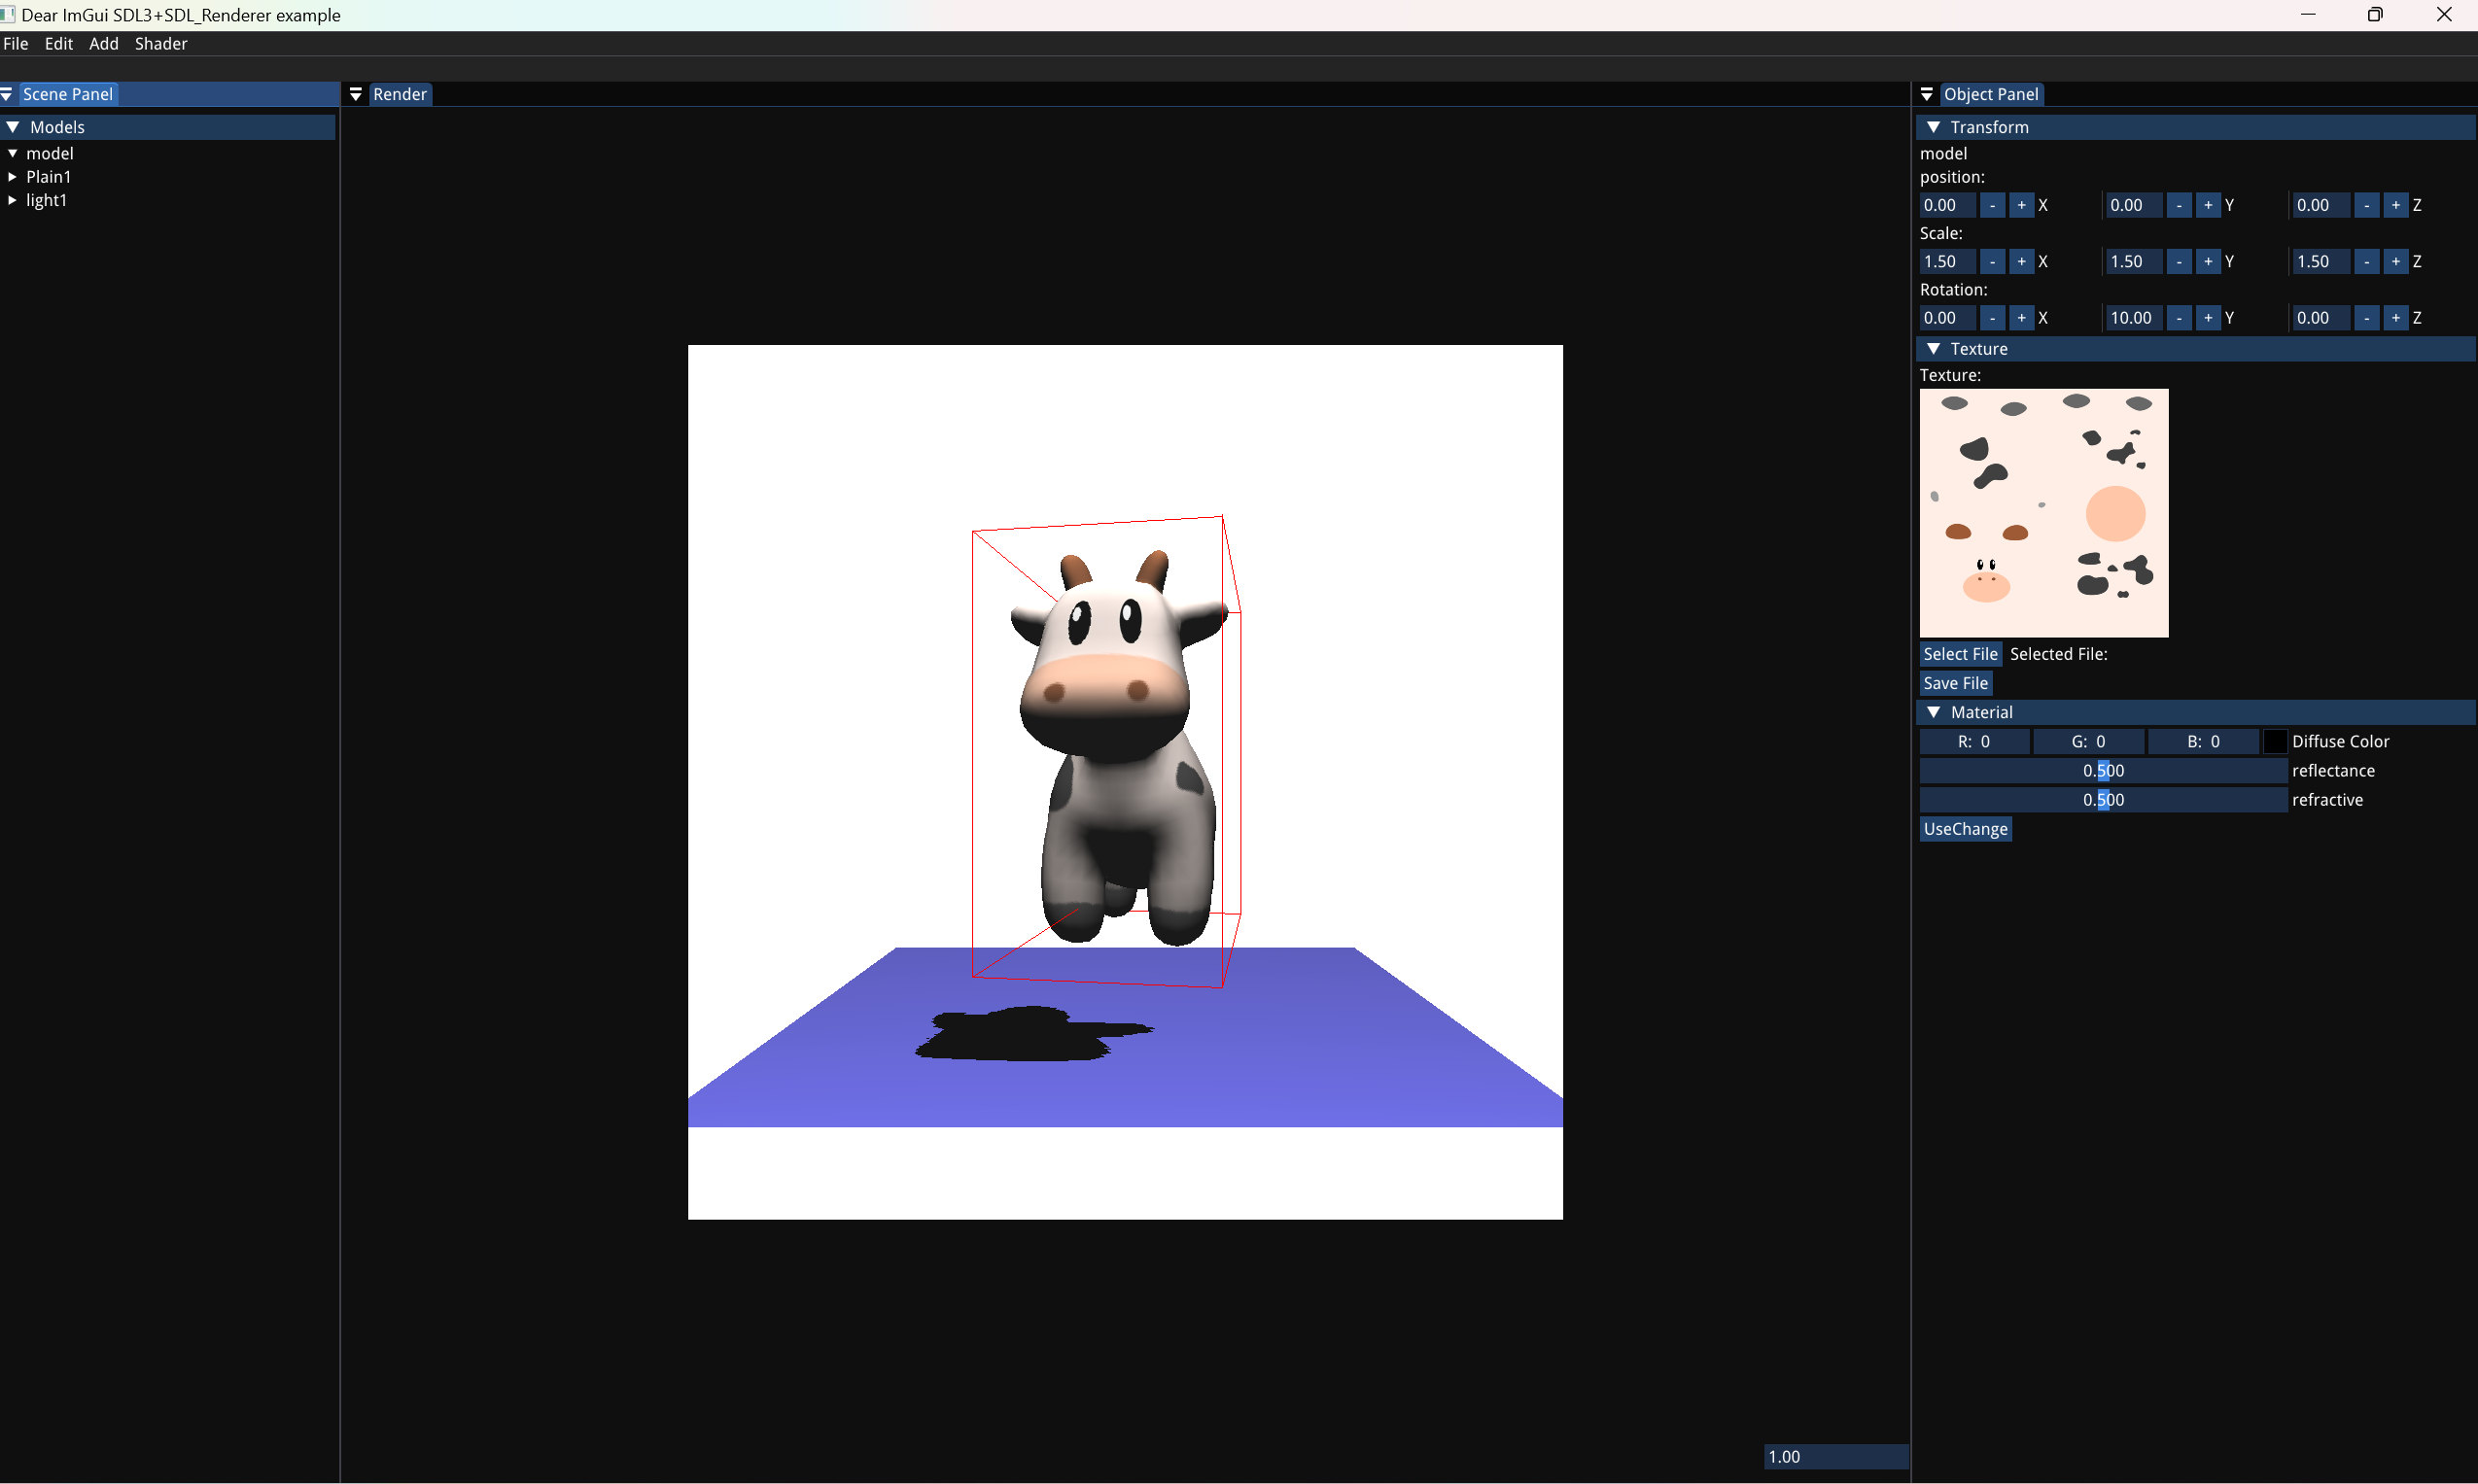 Dear ImGui SDL3+SDL_Renderer example
File Edit Add Shader
Scene Panel
Models
model
Plain1
light1
Render
1.00
Object Panel
Transform
model
position:
0.00 - + X 0.00 - + Y 0.00 - + Z
Scale:
1.50 - + X 1.50 - + Y 1.50 - + Z
Rotation:
0.00 - + X 10.00 - + Y 0.00 - + Z
Texture
Texture:
Select File Selected File:
Save File
Material
R: 0 G: 0 B: 0 Diffuse Color
0.500 reflectance
0.500 refractive
UseChange